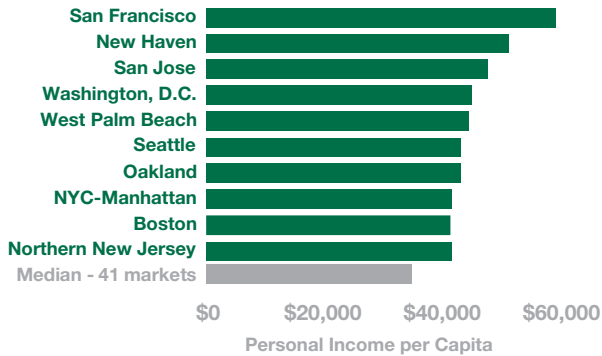 San Francisco
New Haven
San Jose
Washington, D.C.
West Palm Beach
Seattle
Oakland
NYC-Manhattan
Boston
Northern New Jersey
Median - 41 markets
$0 $20,000 $40,000 $60,000
Personal Income per Capita